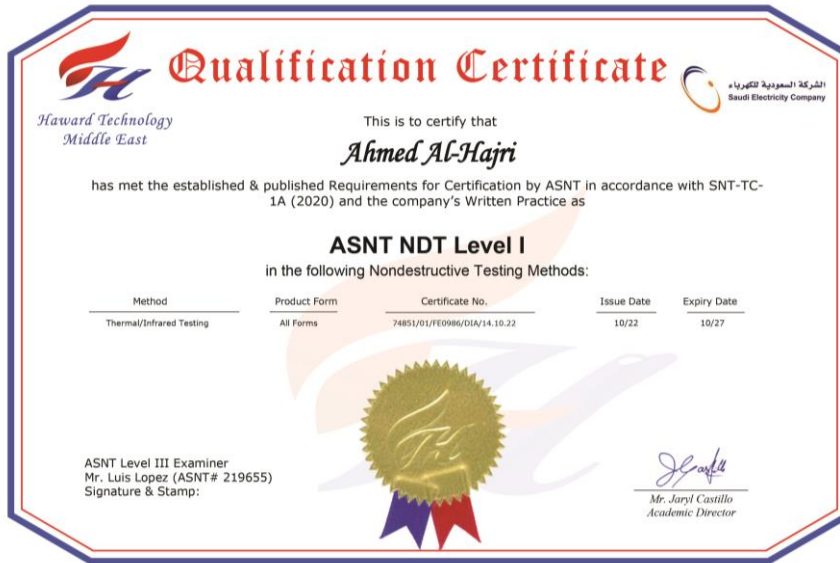 Qualification Certificate
Haward Technology
Middle East
الشركة السعودية للكهرباء
Saudi Electricity Company
This is to certify that
Ahmed Al-Hajri
has met the established & published Requirements for Certification by ASNT in accordance with SNT-TC-
1A (2020) and the company's Written Practice as
ASNT NDT Level I
in the following Nondestructive Testing Methods:
Method Product Form Certificate No. Issue Date Expiry Date
Thermal/Infrared Testing All Forms 74851/01/FE0986/DIA/14.10.22 10/22 10/27
ASNT Level III Examiner
Mr. Luis Lopez (ASNT# 219655)
Signature & Stamp:
Mr. Jaryl Castillo
Academic Director